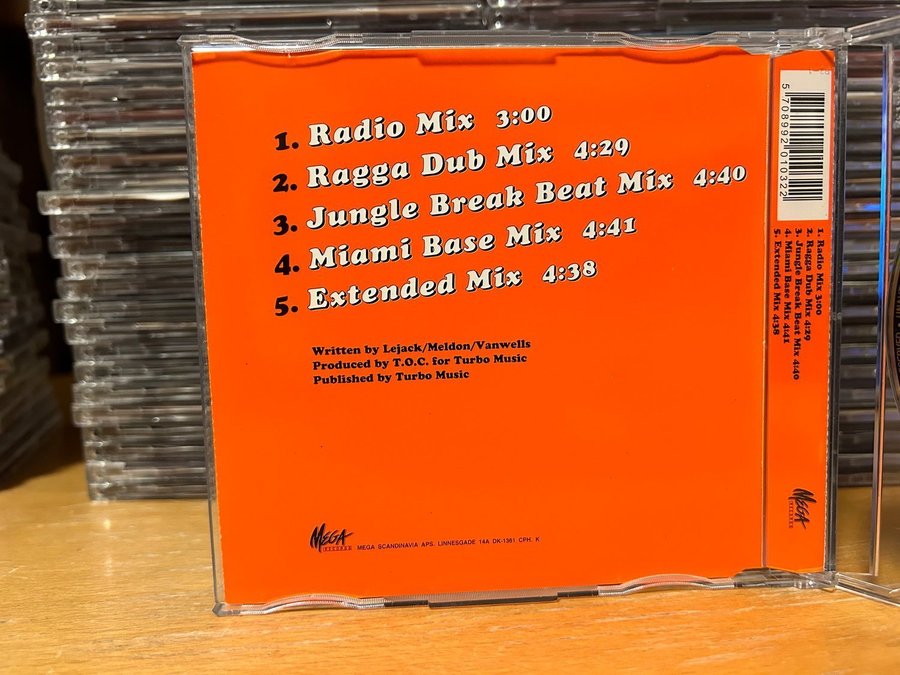 1. Radio Mix 3:00
2. Ragga Dub Mix 4:29
3. Jungle Break Beat Mix 4:40
4. Miami Base Mix 4:41
5. Extended Mix 4:38
Written by Lejack/Meldon/Vanwells
Produced by T.O.C. for Turbo Music
Published by Turbo Music
MEGA
RECORDS
MEGA SCANDINAVIA APS. LINNESGADE 14A DK-1361 CPH. K
5 708992 010322
1. Radio Mix 3:00
2. Ragga Dub Mix 4:29
3. Jungle Break Beat Mix 4:40
4. Miami Base Mix 4:41
5. Extended Mix 4:38
MEGA
RECORDS